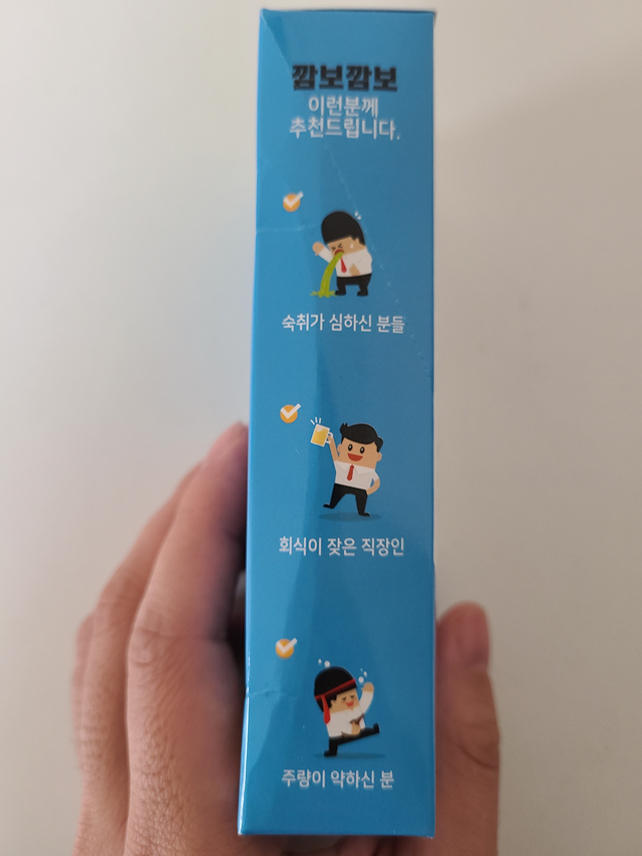 깜보깜보
이런분께
추천드립니다.
숙취가 심하신 분들
회식이 잦은 직장인
주량이 약하신 분